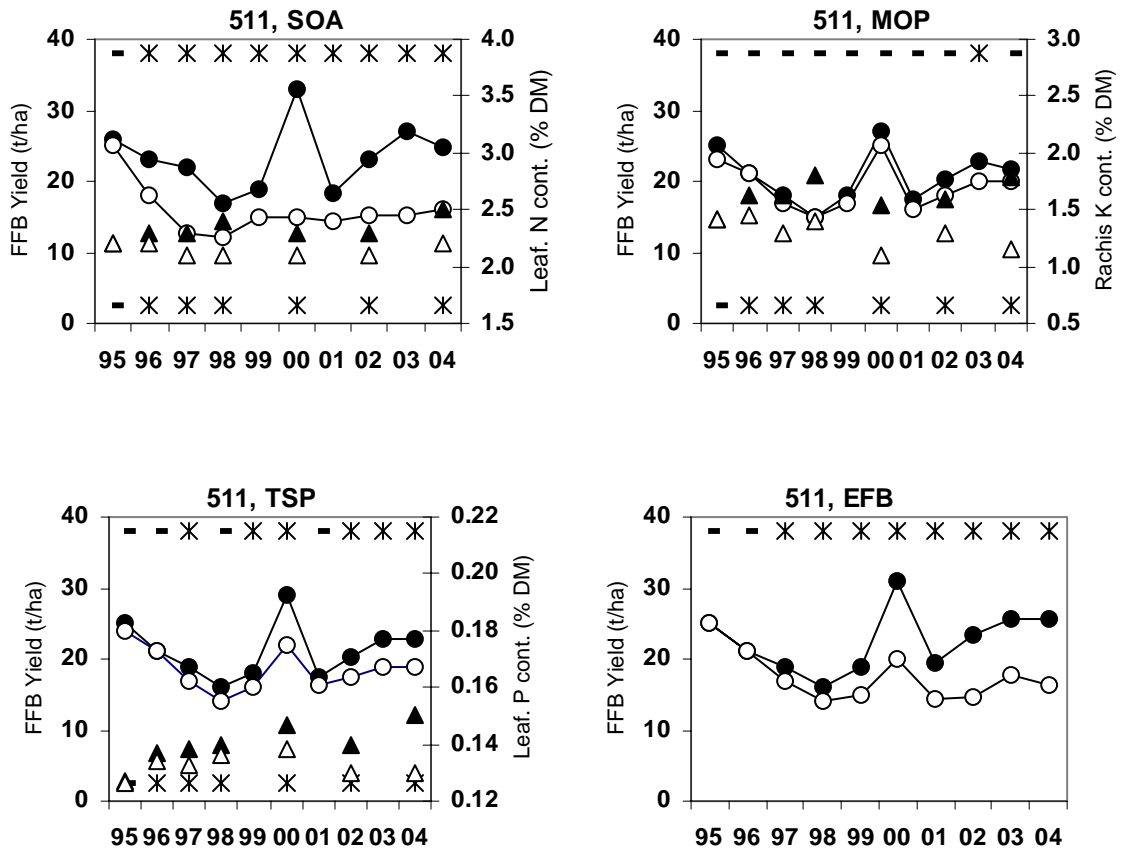 511, SOA
40
30
20
10
0
FFB Yield (t/ha)
4.0
3.5
3.0
2.5
2.0
1.5
Leaf. N cont. (% DM)
95 96 97 98 99 00 01 02 03 04
511, MOP
40
30
20
10
0
FFB Yield (t/ha)
3.0
2.5
2.0
1.5
1.0
0.5
Rachis K cont. (% DM)
95 96 97 98 99 00 01 02 03 04
511, TSP
40
30
20
10
0
FFB Yield (t/ha)
0.22
0.20
0.18
0.16
0.14
0.12
Leaf. P cont. (% DM)
95 96 97 98 99 00 01 02 03 04
511, EFB
40
30
20
10
0
FFB Yield (t/ha)
95 96 97 98 99 00 01 02 03 04